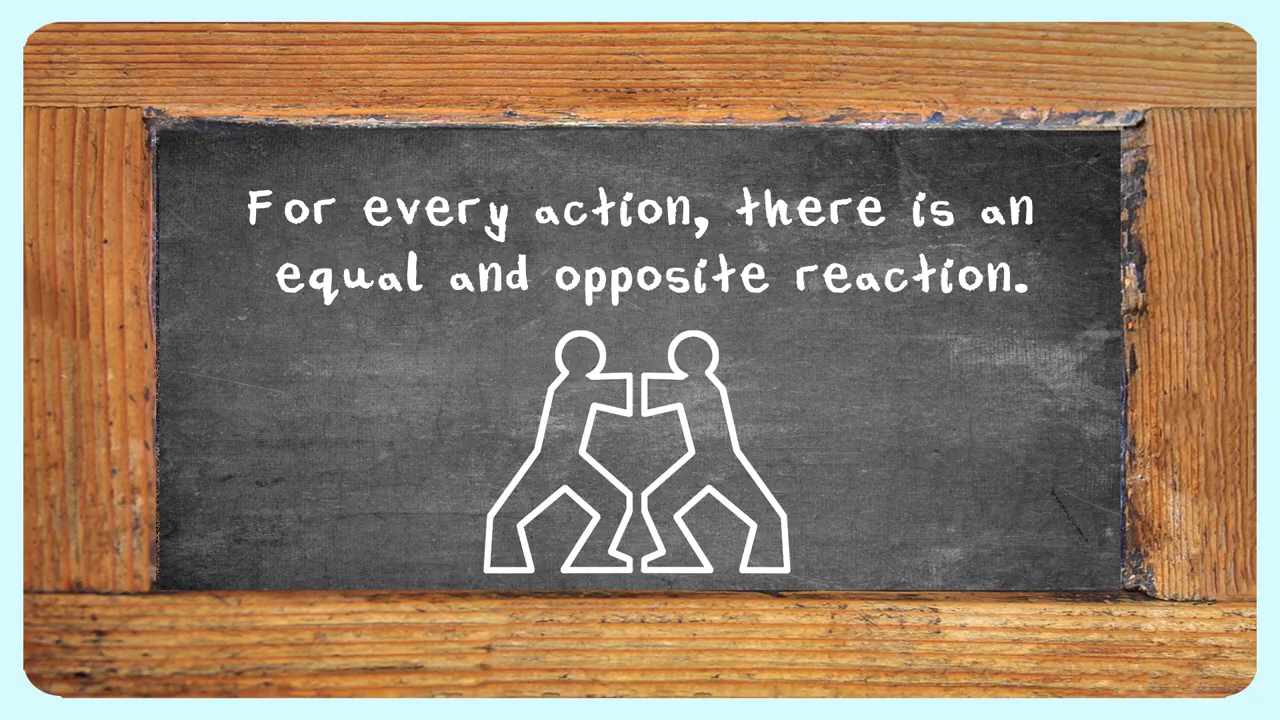 For every action, there is an
equal and opposite reaction.